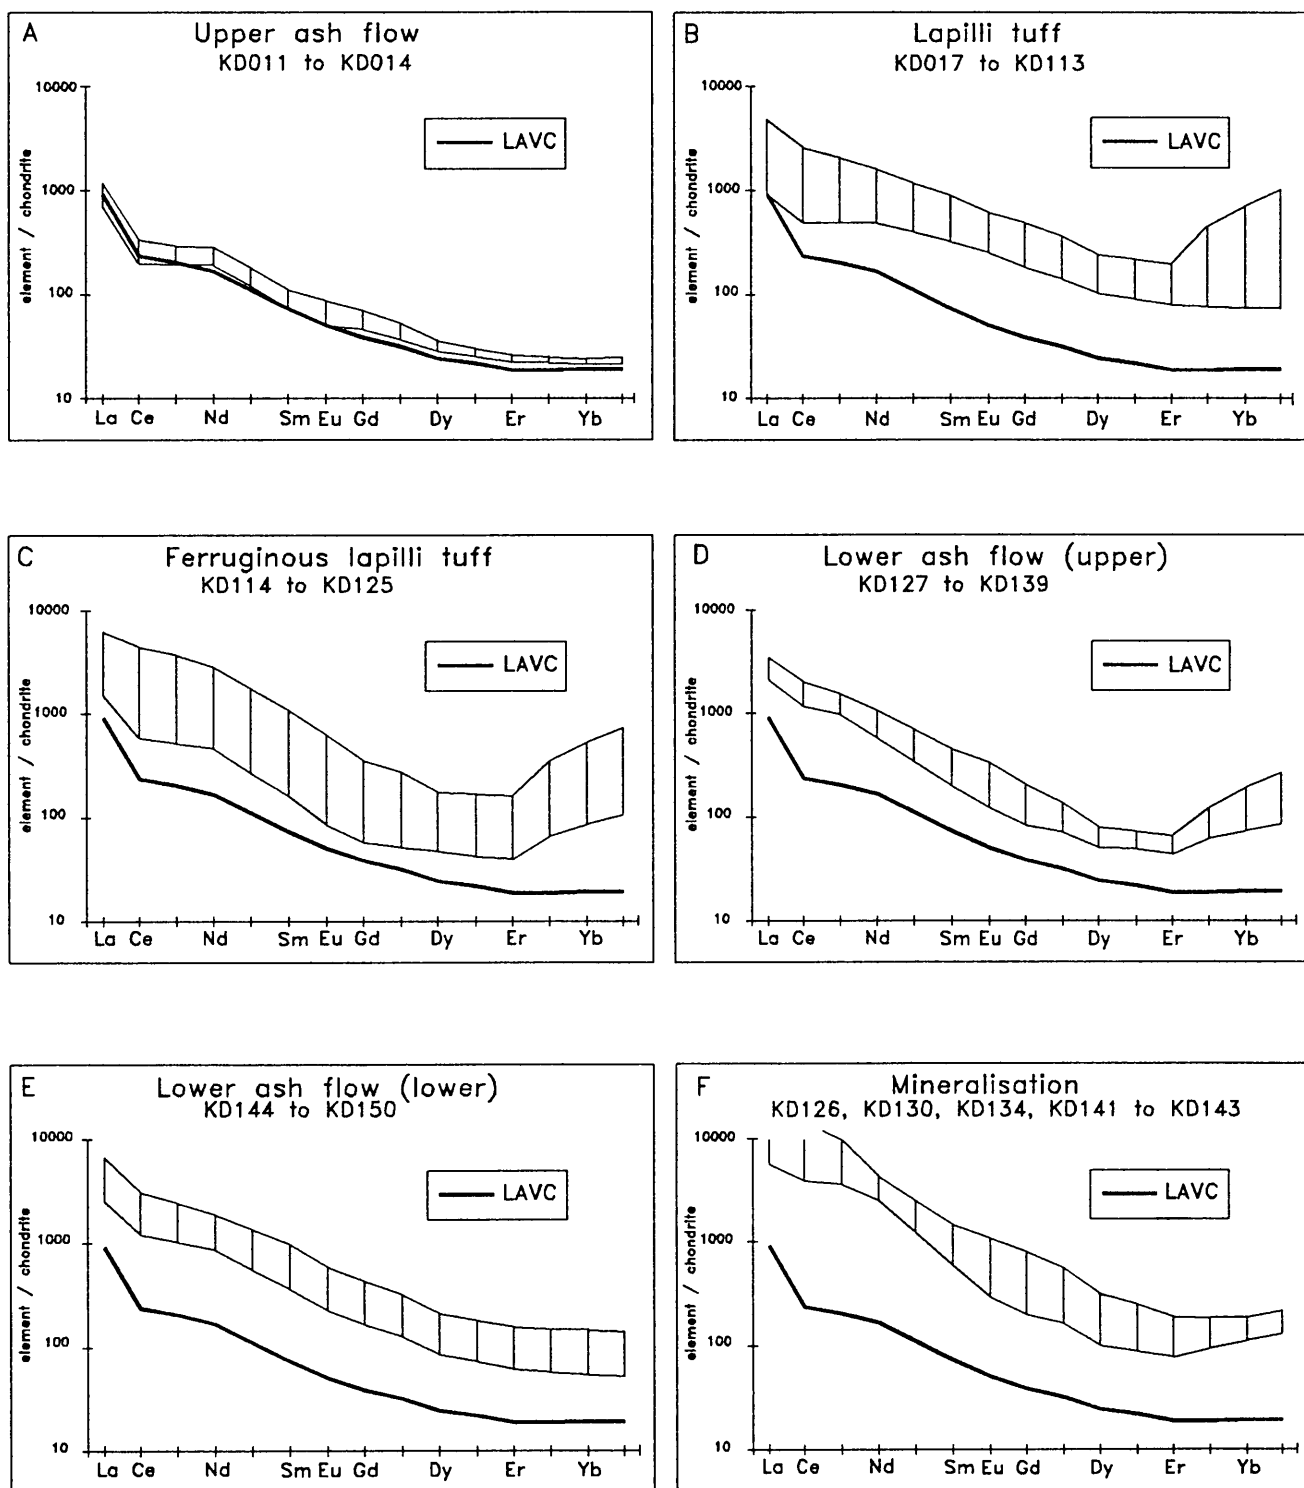 A
Upper ash flow
KD011 to KD014
10000
1000
100
10
element / chondrite
LAVC
La Ce Nd Sm Eu Gd Dy Er Yb
B
Lapilli tuff
KD017 to KD113
10000
1000
100
10
element / chondrite
LAVC
La Ce Nd Sm Eu Gd Dy Er Yb
C
Ferruginous lapilli tuff
KD114 to KD125
10000
1000
100
10
element / chondrite
LAVC
La Ce Nd Sm Eu Gd Dy Er Yb
D
Lower ash flow (upper)
KD127 to KD139
10000
1000
100
10
element / chondrite
LAVC
La Ce Nd Sm Eu Gd Dy Er Yb
E
Lower ash flow (lower)
KD144 to KD150
10000
1000
100
10
element / chondrite
LAVC
La Ce Nd Sm Eu Gd Dy Er Yb
F
Mineralisation
KD126, KD130, KD134, KD141 to KD143
10000
1000
100
10
element / chondrite
LAVC
La Ce Nd Sm Eu Gd Dy Er Yb